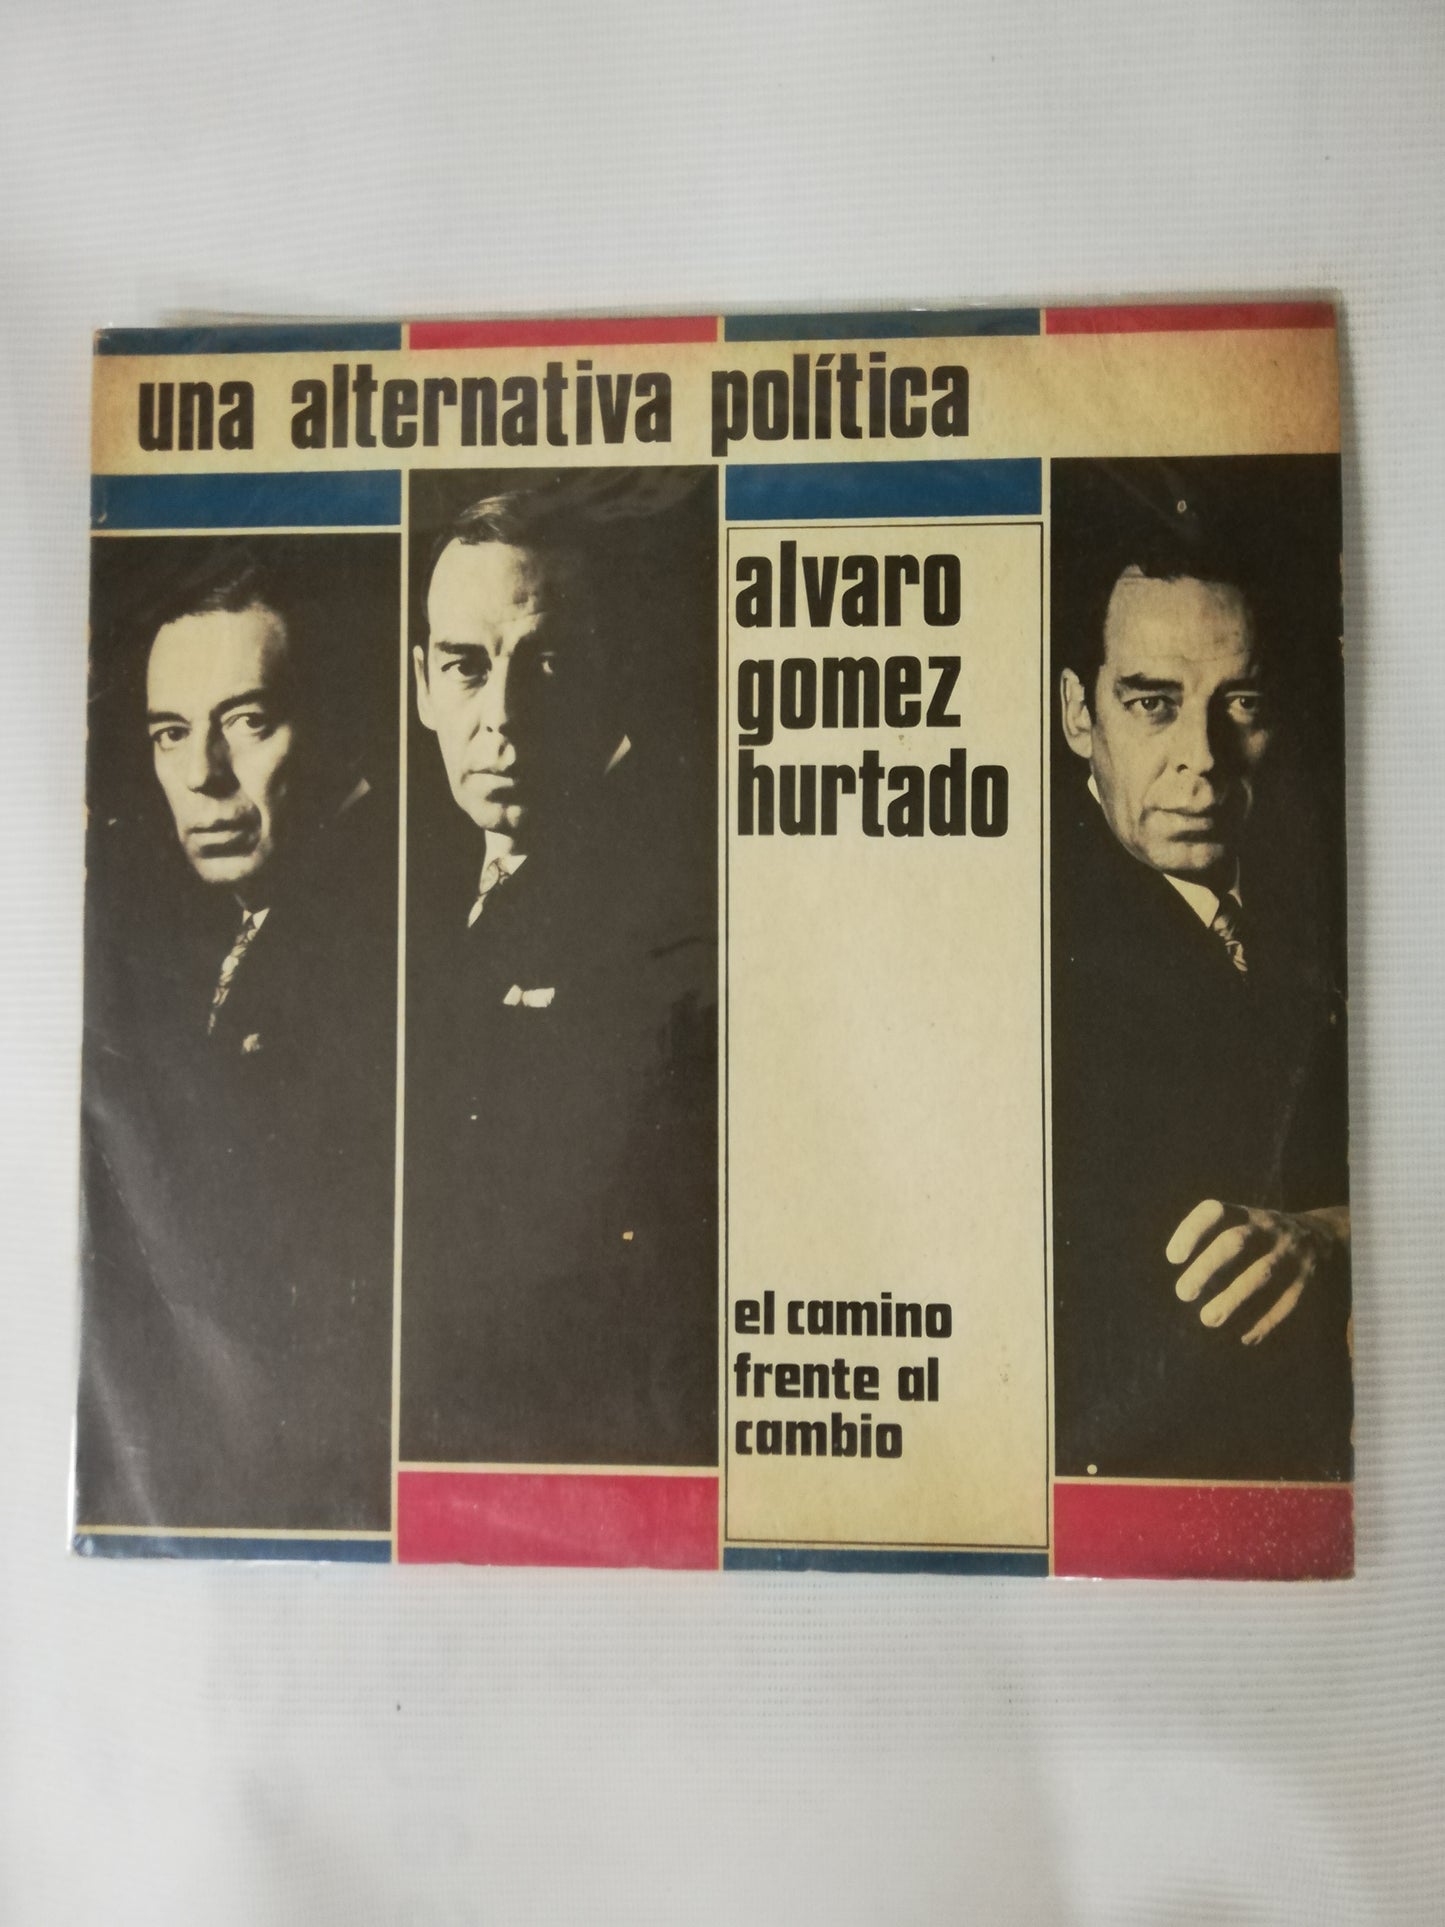 una alternativa política
alvaro
gomez
hurtado
el camino
frente al
cambio